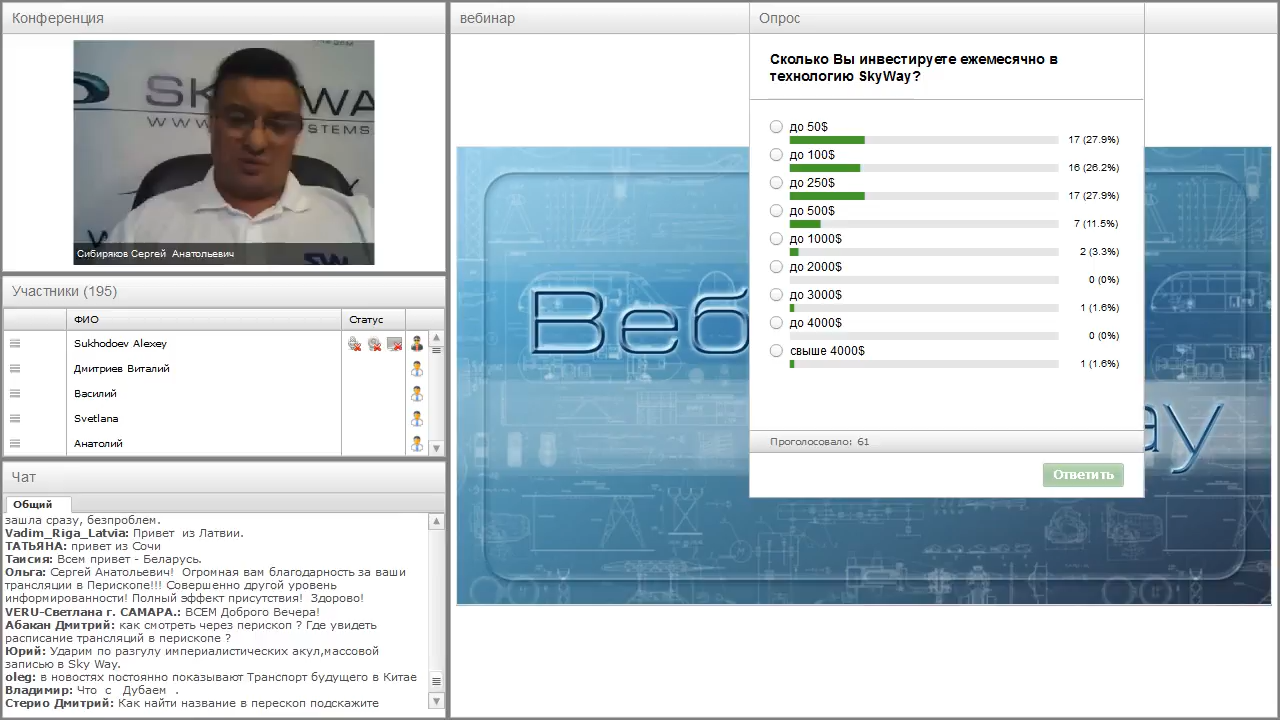 Конференция
SK WA
WWW. YSTEMS.
Сибиряков Сергей Анатольевич
Участники (195)
ФИО
Статус
Sukhodoev Alexey
Дмитриев Виталий
Василий
Svetlana
Анатолий
Чат
Общий
зашла сразу, безпроблем.
Vadim_Riga_Latvia: Привет из Латвии.
ТАТЬЯНА: привет из Сочи
Таисия: Всем привет - Беларусь.
Ольга: Сергей Анатольевич! Огромная вам благодарность за ваши
трансляции в Перископе!!! Совершенно другой уровень
информированности! Полный эффект присутствия! Здорово!
VERU-Светлана г. САМАРА.: ВСЕМ Доброго Вечера!
Абакан Дмитрий: как смотреть через перископ ? Где увидеть
расписание трансляций в перископе ?
Юрий: Ударим по разгулу империалистических акул,массовой
записью в Sky Way.
oleg: в новостях постоянно показывают Транспорт будущего в Китае
Владимир: Что с Дубаем .
Стерио Дмитрий: Как найти название в перескоп подскажите
вебинар
Веб
ay
Опрос
Сколько Вы инвестируете ежемесячно в
технологию SkyWay?
до 50$
17 (27.9%)
до 100$
16 (26.2%)
до 250$
17 (27.9%)
до 500$
7 (11.5%)
до 1000$
2 (3.3%)
до 2000$
0 (0%)
до 3000$
1 (1.6%)
до 4000$
0 (0%)
свыше 4000$
1 (1.6%)
Проголосовало: 61
Ответить